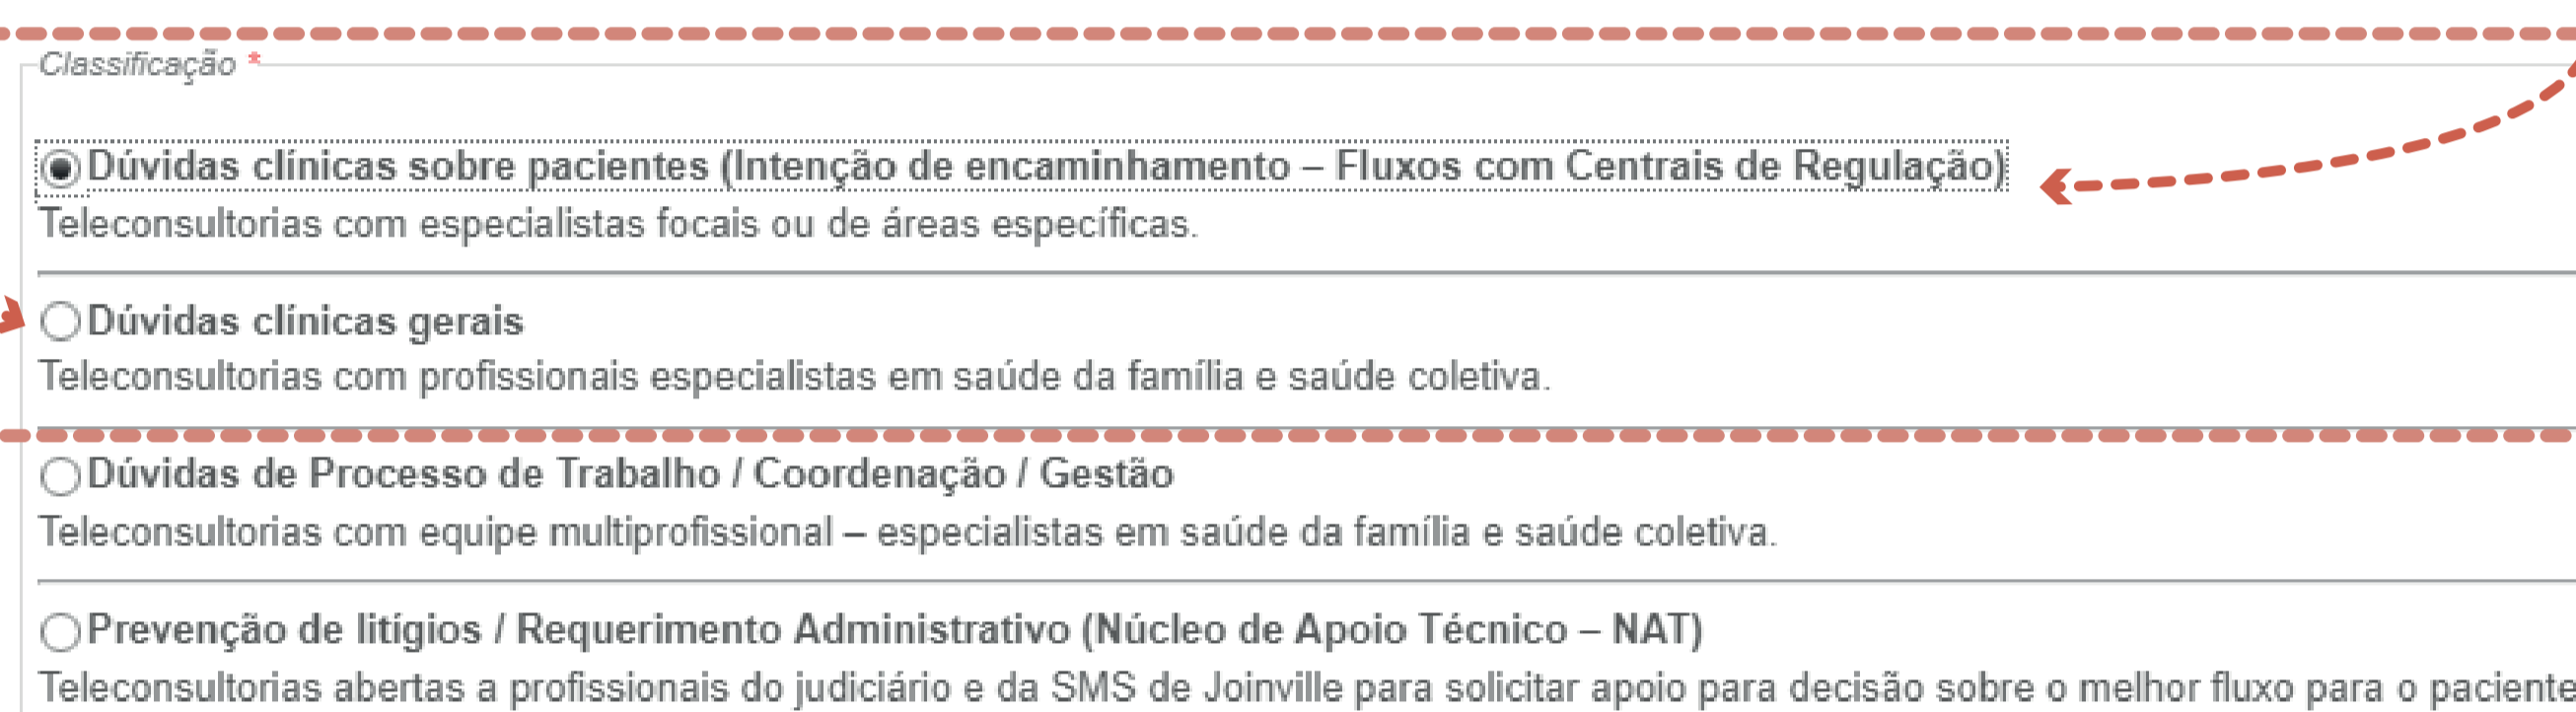 Classificação *
Dúvidas clínicas sobre pacientes (Intenção de encaminhamento – Fluxos com Centrais de Regulação)
Teleconsultorias com especialistas focais ou de áreas específicas.
Dúvidas clínicas gerais
Teleconsultorias com profissionais especialistas em saúde da família e saúde coletiva.
Dúvidas de Processo de Trabalho / Coordenação / Gestão
Teleconsultorias com equipe multiprofissional – especialistas em saúde da família e saúde coletiva.
Prevenção de litígios / Requerimento Administrativo (Núcleo de Apoio Técnico – NAT)
Teleconsultorias abertas a profissionais do judiciário e da SMS de Joinville para solicitar apoio para decisão sobre o melhor fluxo para o paciente